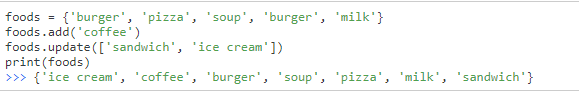 foods = {'burger', 'pizza', 'soup', 'burger', 'milk'}
foods.add('coffee')
foods.update(['sandwich', 'ice cream'])
print(foods)
>>> {'ice cream', 'coffee', 'burger', 'soup', 'pizza', 'milk', 'sandwich'}